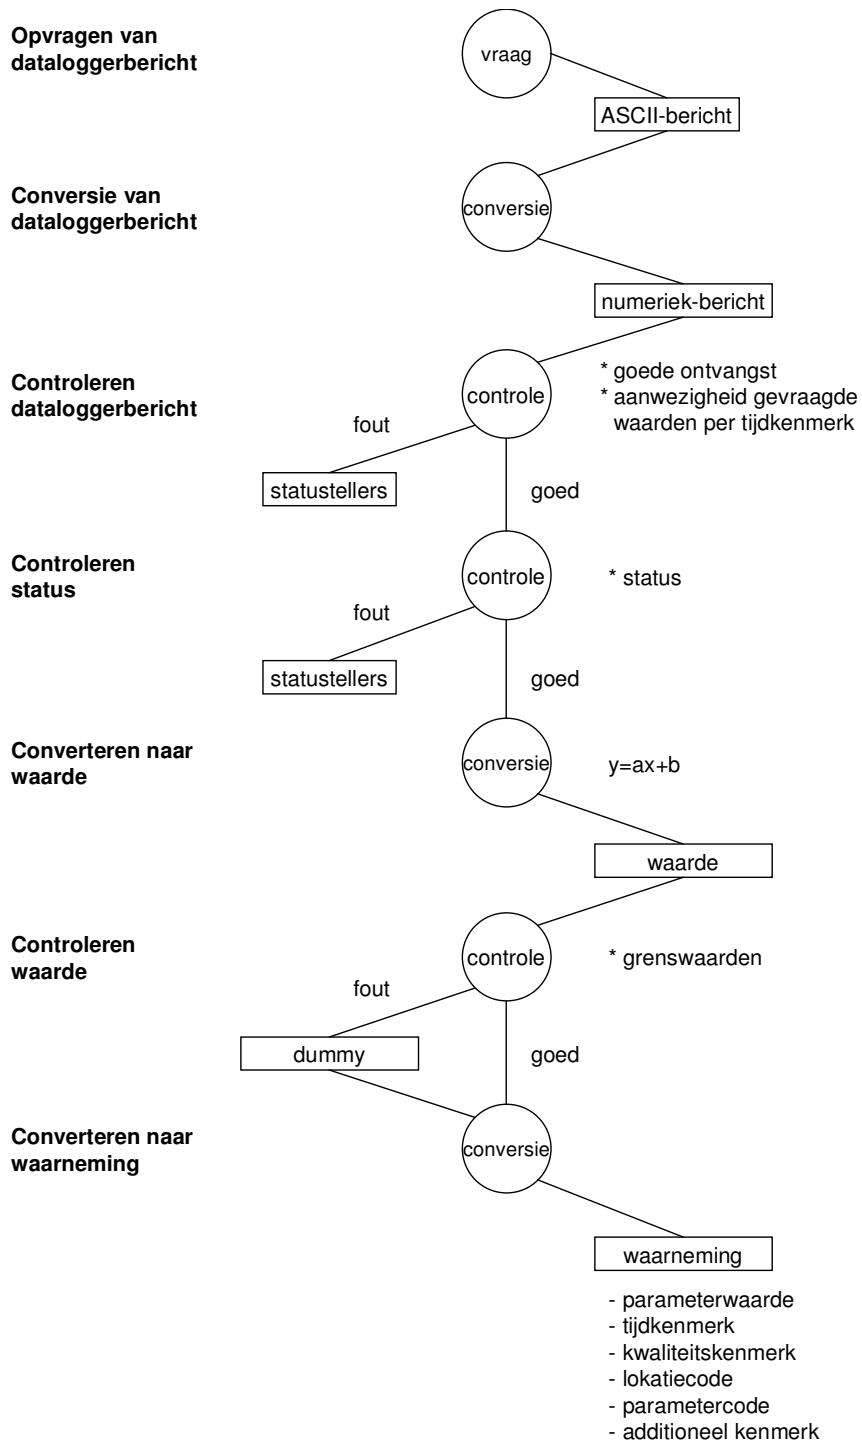 Opvragen van
dataloggerbericht
vraag
ASCII-bericht
Conversie van
dataloggerbericht
conversie
numeriek-bericht
Controleren
dataloggerbericht
controle
* goede ontvangst
* aanwezigheid gevraagde
waarden per tijdkenmerk
fout
statustellers
goed
Controleren
status
controle
* status
fout
statustellers
goed
Converteren naar
waarde
conversie
y=ax+b
waarde
Controleren
waarde
controle
* grenswaarden
fout
dummy
goed
Converteren naar
waarneming
conversie
waarneming
- parameterwaarde
- tijdkenmerk
- kwaliteitskenmerk
- lokatiecode
- parametercode
- additioneel kenmerk